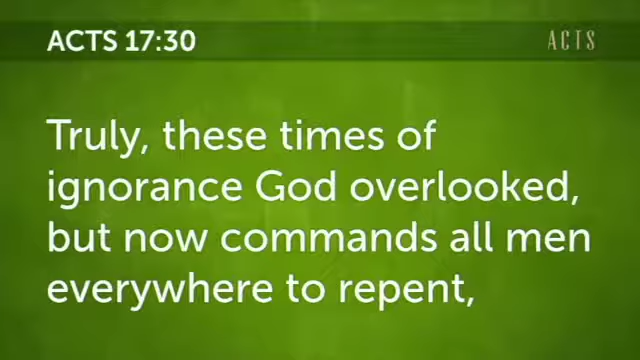 ACTS 17:30
ACTS
Truly, these times of
ignorance God overlooked,
but now commands all men
everywhere to repent,